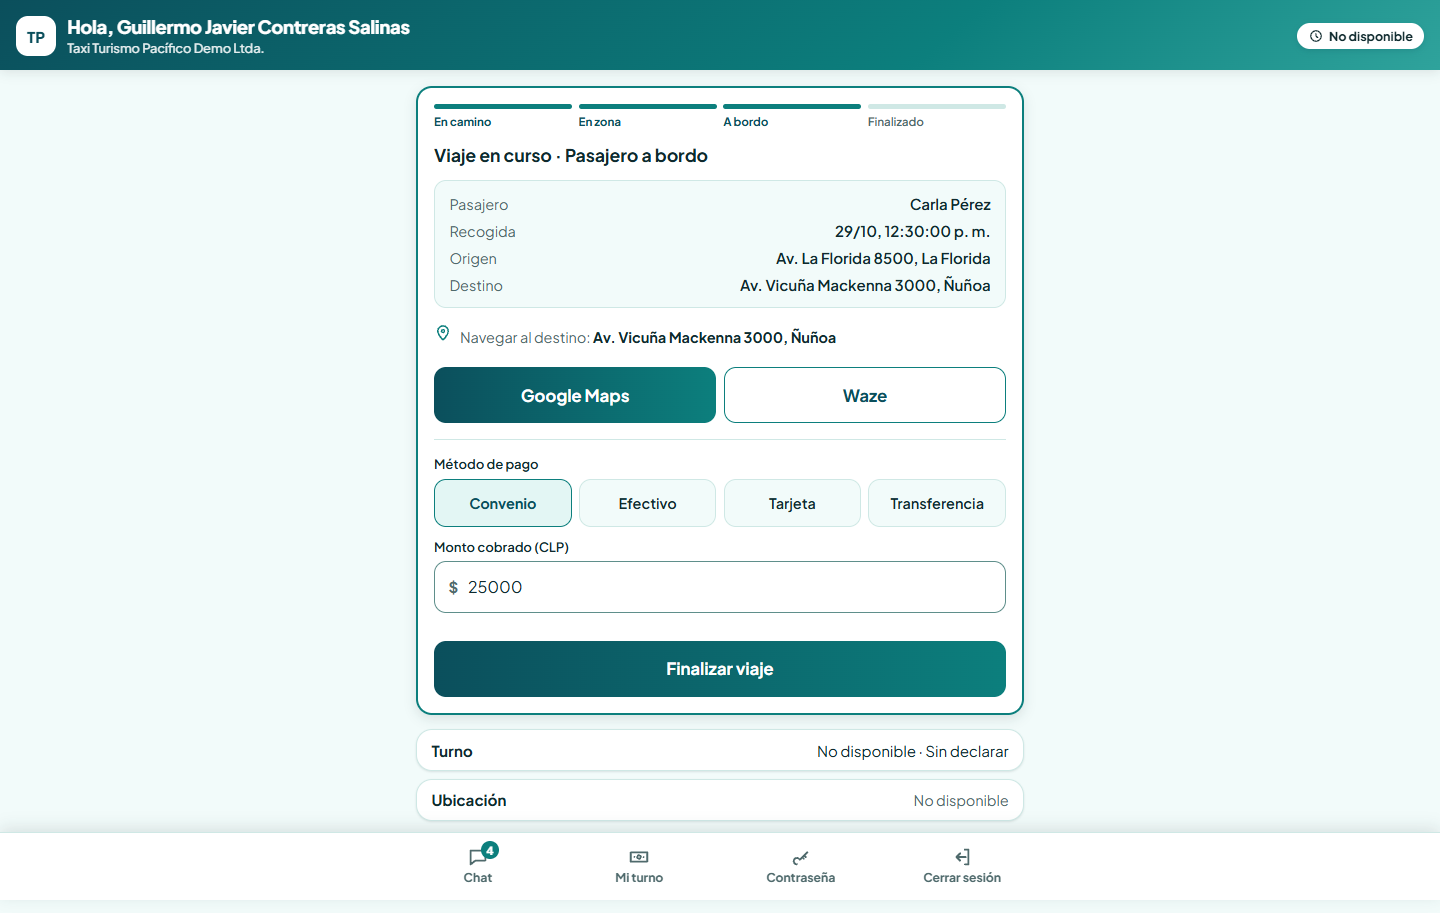 TP
Hola, Guillermo Javier Contreras Salinas
Taxi Turismo Pacífico Demo Ltda.
No disponible
En camino
En zona
A bordo
Finalizado
Viaje en curso · Pasajero a bordo
Pasajero Carla Pérez
Recogida 29/10, 12:30:00 p. m.
Origen Av. La Florida 8500, La Florida
Destino Av. Vicuña Mackenna 3000, Ñuñoa
Navegar al destino: Av. Vicuña Mackenna 3000, Ñuñoa
Google Maps
Waze
Método de pago
Convenio
Efectivo
Tarjeta
Transferencia
Monto cobrado (CLP)
$ 25000
Finalizar viaje
Turno No disponible · Sin declarar
Ubicación No disponible
4
Chat
Mi turno
Contraseña
Cerrar sesión